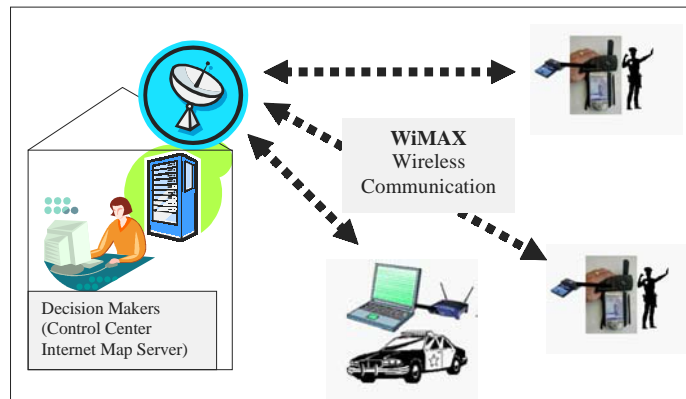 WiMAX
Wireless
Communication
Decision Makers
(Control Center
Internet Map Server)